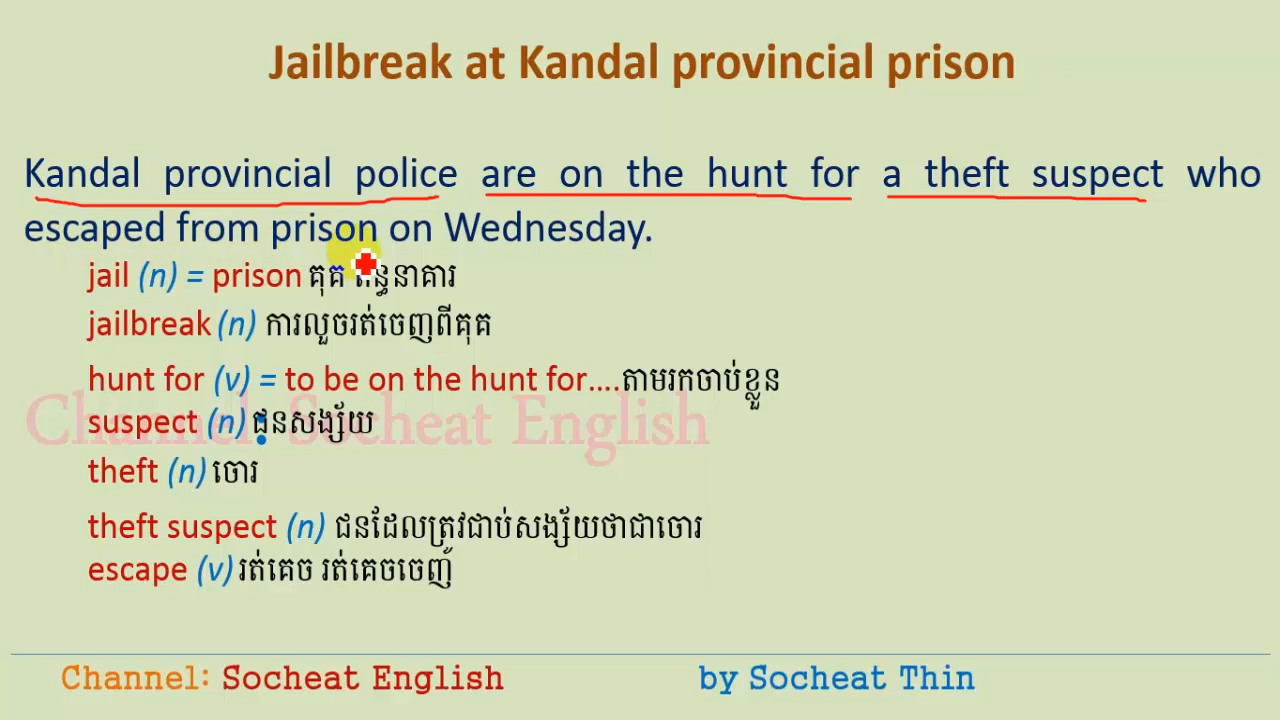 Jailbreak at Kandal provincial prison
Kandal provincial police are on the hunt for a theft suspect who
escaped from prison on Wednesday.
jail (n) = prison គុក
jailbreak (n) ការលួចរត់ចេញពីគុក
hunt for (v) = to be on the hunt for....តាមរកចាប់ខ្លួន
Channel: Socheat English
suspect (n) ជនសង្ស័យ
theft (n) ចោរ
theft suspect (n) ជនដែលត្រូវជាប់សង្ស័យថាជាចោរ
escape (v) រត់គេច រត់គេចចេញ
Channel: Socheat English
by Socheat Thin